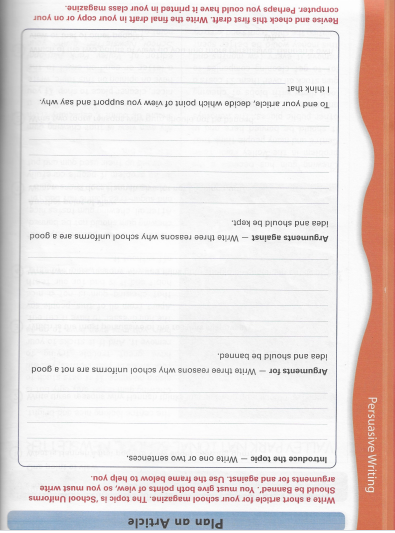 Plan an Article
Write a short article for your school magazine. The topic is 'School Uniforms
Should be Banned'. You must give both points of view, so you must write
arguments for and against. Use the frame below to help you.
Introduce the topic — Write one or two sentences.
Arguments for — Write three reasons why school uniforms are not a good
idea and should be banned.
Arguments against — Write three reasons why school uniforms are a good
idea and should be kept.
To end your article, decide which point of view you support and say why.
I think that
Revise and check this first draft. Write the final draft in your copy or on your
computer. Perhaps you could have it printed in your class magazine.
Persuasive Writing